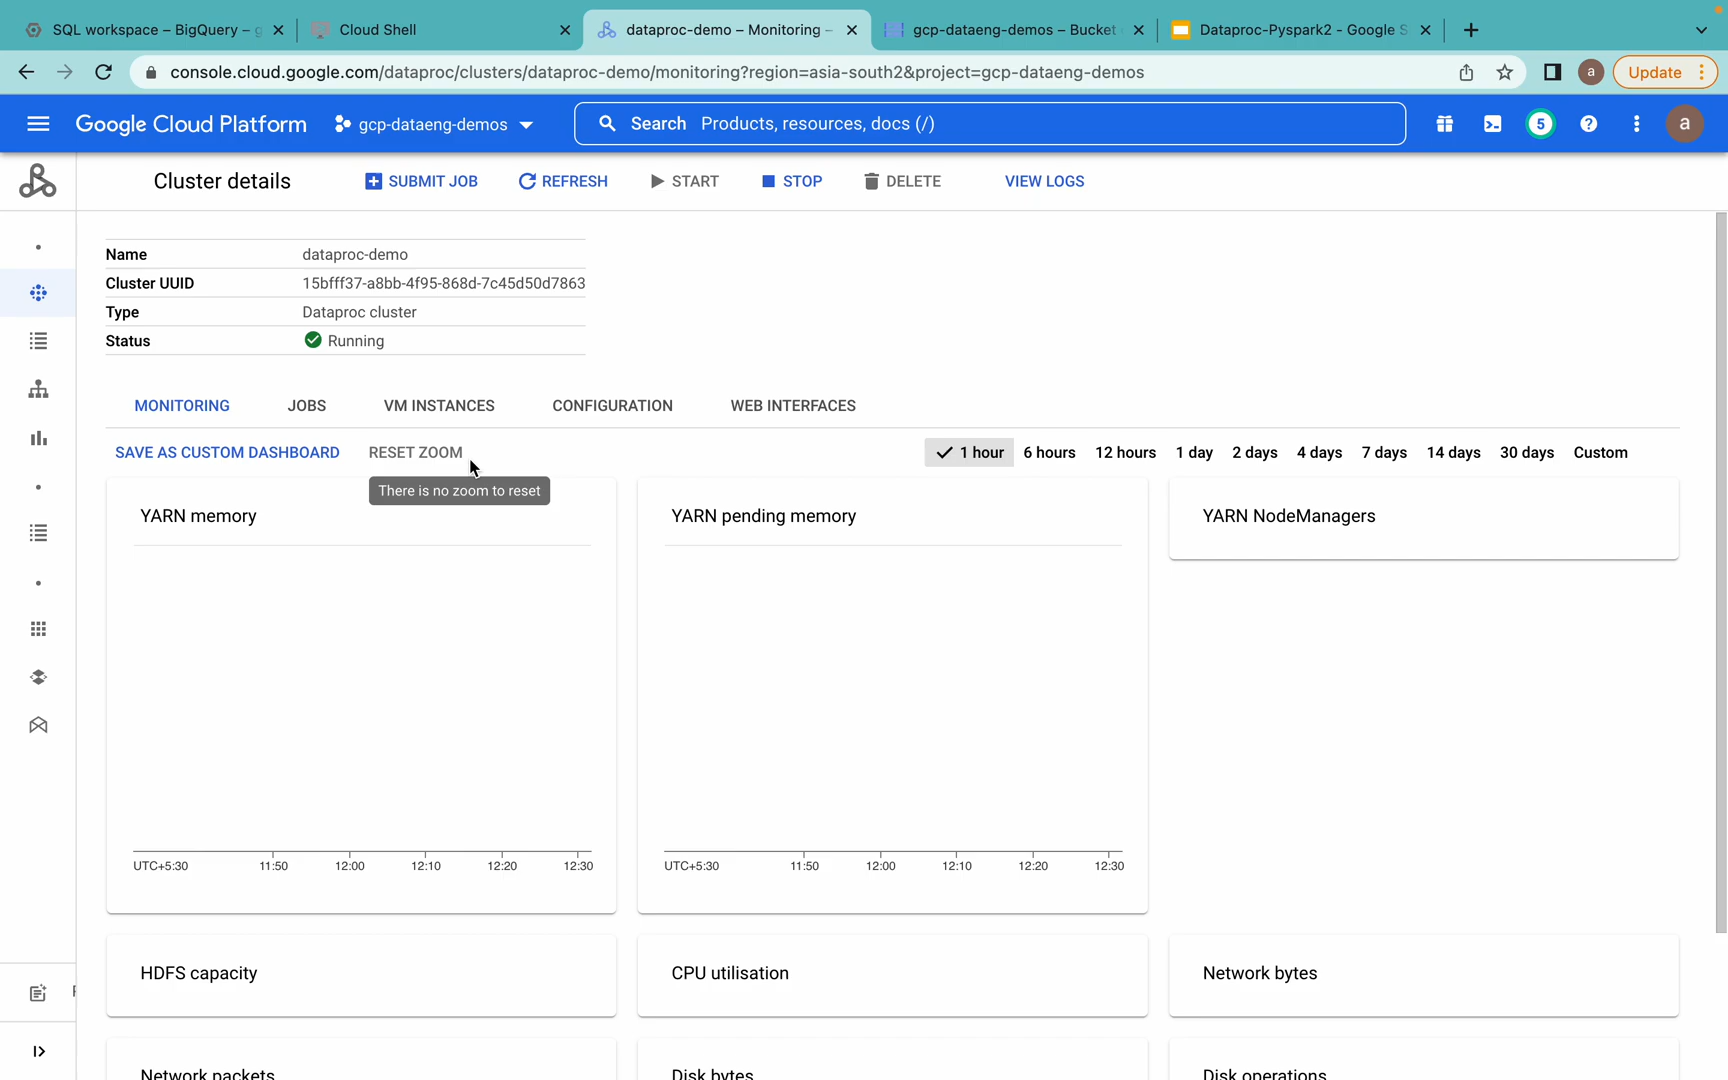 SQL workspace – BigQuery – g
Cloud Shell
dataproc-demo – Monitoring –
gcp-dataeng-demos – Bucket
Dataproc-Pyspark2 - Google S
console.cloud.google.com/dataproc/clusters/dataproc-demo/monitoring?region=asia-south2&project=gcp-dataeng-demos
a
Update
Google Cloud Platform
gcp-dataeng-demos
Search Products, resources, docs (/)
5
a
Cluster details
SUBMIT JOB
REFRESH
START
STOP
DELETE
VIEW LOGS
Name dataproc-demo
Cluster UUID 15bfff37-a8bb-4f95-868d-7c45d50d7863
Type Dataproc cluster
Status Running
MONITORING JOBS VM INSTANCES CONFIGURATION WEB INTERFACES
SAVE AS CUSTOM DASHBOARD RESET ZOOM
1 hour 6 hours 12 hours 1 day 2 days 4 days 7 days 14 days 30 days Custom
There is no zoom to reset
YARN memory
YARN pending memory
YARN NodeManagers
UTC+5:30 11:50 12:00 12:10 12:20 12:30
UTC+5:30 11:50 12:00 12:10 12:20 12:30
HDFS capacity
CPU utilisation
Network bytes
Network packets
Disk bytes
Disk operations